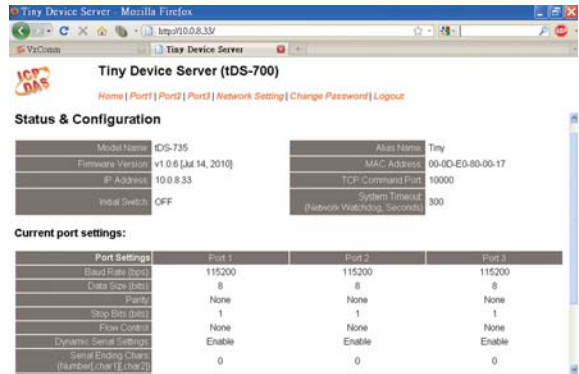 Tiny Device Server - Mozilla Firefox
http://10.0.8.33/
VxComm
Tiny Device Server
ICP DAS
Tiny Device Server (tDS-700)
Home | Port1 | Port2 | Port3 | Network Setting | Change Password | Logout
Status & Configuration
Model Name tDS-735 Alias Name Tiny
Firmware Version v1.0.6 [Jul.14, 2010] MAC Address 00-0D-E0-80-00-17
IP Address 10.0.8.33 TCP Command Port 10000
Initial Switch OFF System Timeout (Network Watchdog, Seconds) 300
Current port settings:
Port Settings Port 1 Port 2 Port 3
Baud Rate (bps) 115200 115200 115200
Data Size (bits) 8 8 8
Parity None None None
Stop Bits (bits) 1 1 1
Flow Control None None None
Dynamic Serial Settings Enable Enable Enable
Serial Ending Chars (Number[,char1][,char2]) 0 0 0